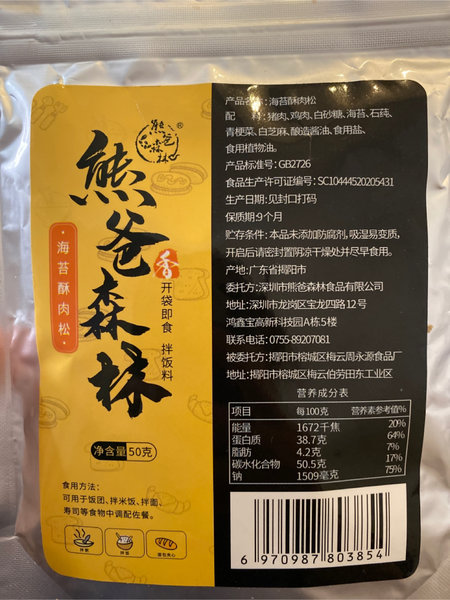 熊爸森林
®
熊爸森林
海苔酥肉松
香
开袋即食 拌饭料
净含量 50克
食用方法:
可用于饭团、拌米饭、拌面、
寿司等食物中调配佐餐。
拌粥
拌饭
面包夹心
产品名称:海苔酥肉松
配 料:猪肉、鸡肉、白砂糖、海苔、石莼、
青梗菜、白芝麻、酿造酱油、食用盐、
食用植物油。
产品标准号:GB2726
食品生产许可证编号:SC10444520205431
生产日期:见封口打码
保质期:9个月
贮存条件:本品未添加防腐剂,吸湿易变质,
开启后请密封置阴凉干燥处并尽早食用。
产地:广东省揭阳市
委托方:深圳市熊爸森林食品有限公司
地址:深圳市龙岗区宝龙四路12号
鸿鑫宝高新科技园A栋5楼
联系电话:0755-89207081
被委托方:揭阳市榕城区梅云周永源食品厂
地址:揭阳市榕城区梅云伯劳田东工业区
营养成分表
项目 每100克 营养素参考值%
能量 1672千焦 20%
蛋白质 38.7克 64%
脂肪 4.2克 7%
碳水化合物 50.5克 17%
钠 1509毫克 75%
6 970987 803854